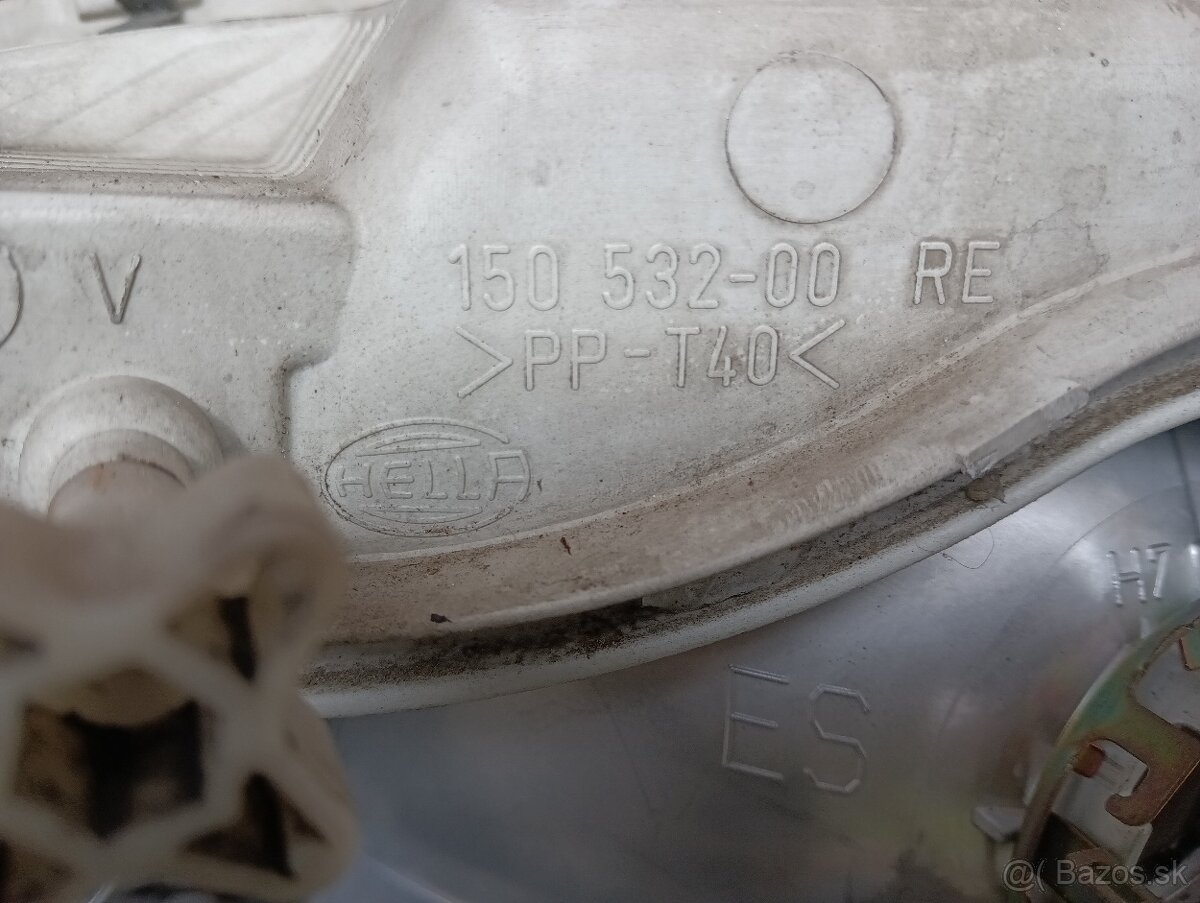 V
150 532-00 RE
>PP-T40<
HELLA
H7
ES
@( Bazos.sk